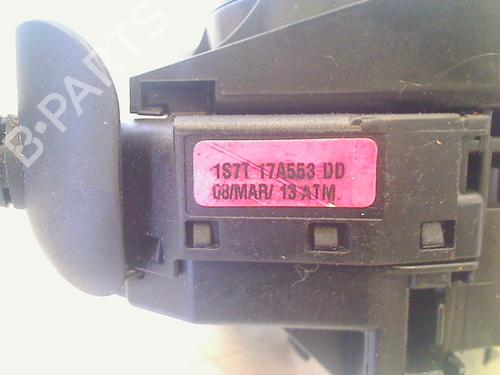 B-PARTS
1S7T 17A553 DD
08/MAR/ 13 ATM